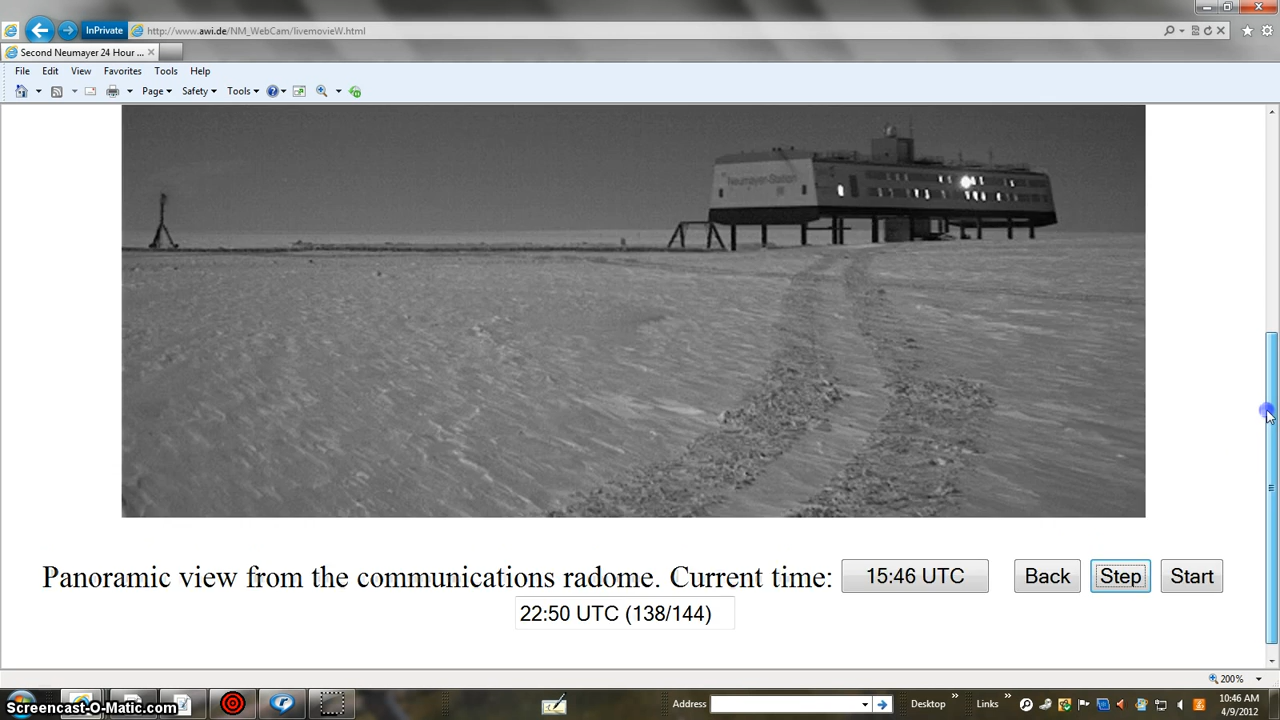 InPrivate
http://www.awi.de/NM_WebCam/livemovieW.html
Second Neumayer 24 Hour ...
File Edit View Favorites Tools Help
Page Safety Tools
Neumayer-Station
Panoramic view from the communications radome. Current time: 15:46 UTC Back Step Start
22:50 UTC (138/144)
200%
Address Desktop Links 10:46 AM
4/9/2012
Screencast-O-Matic.com